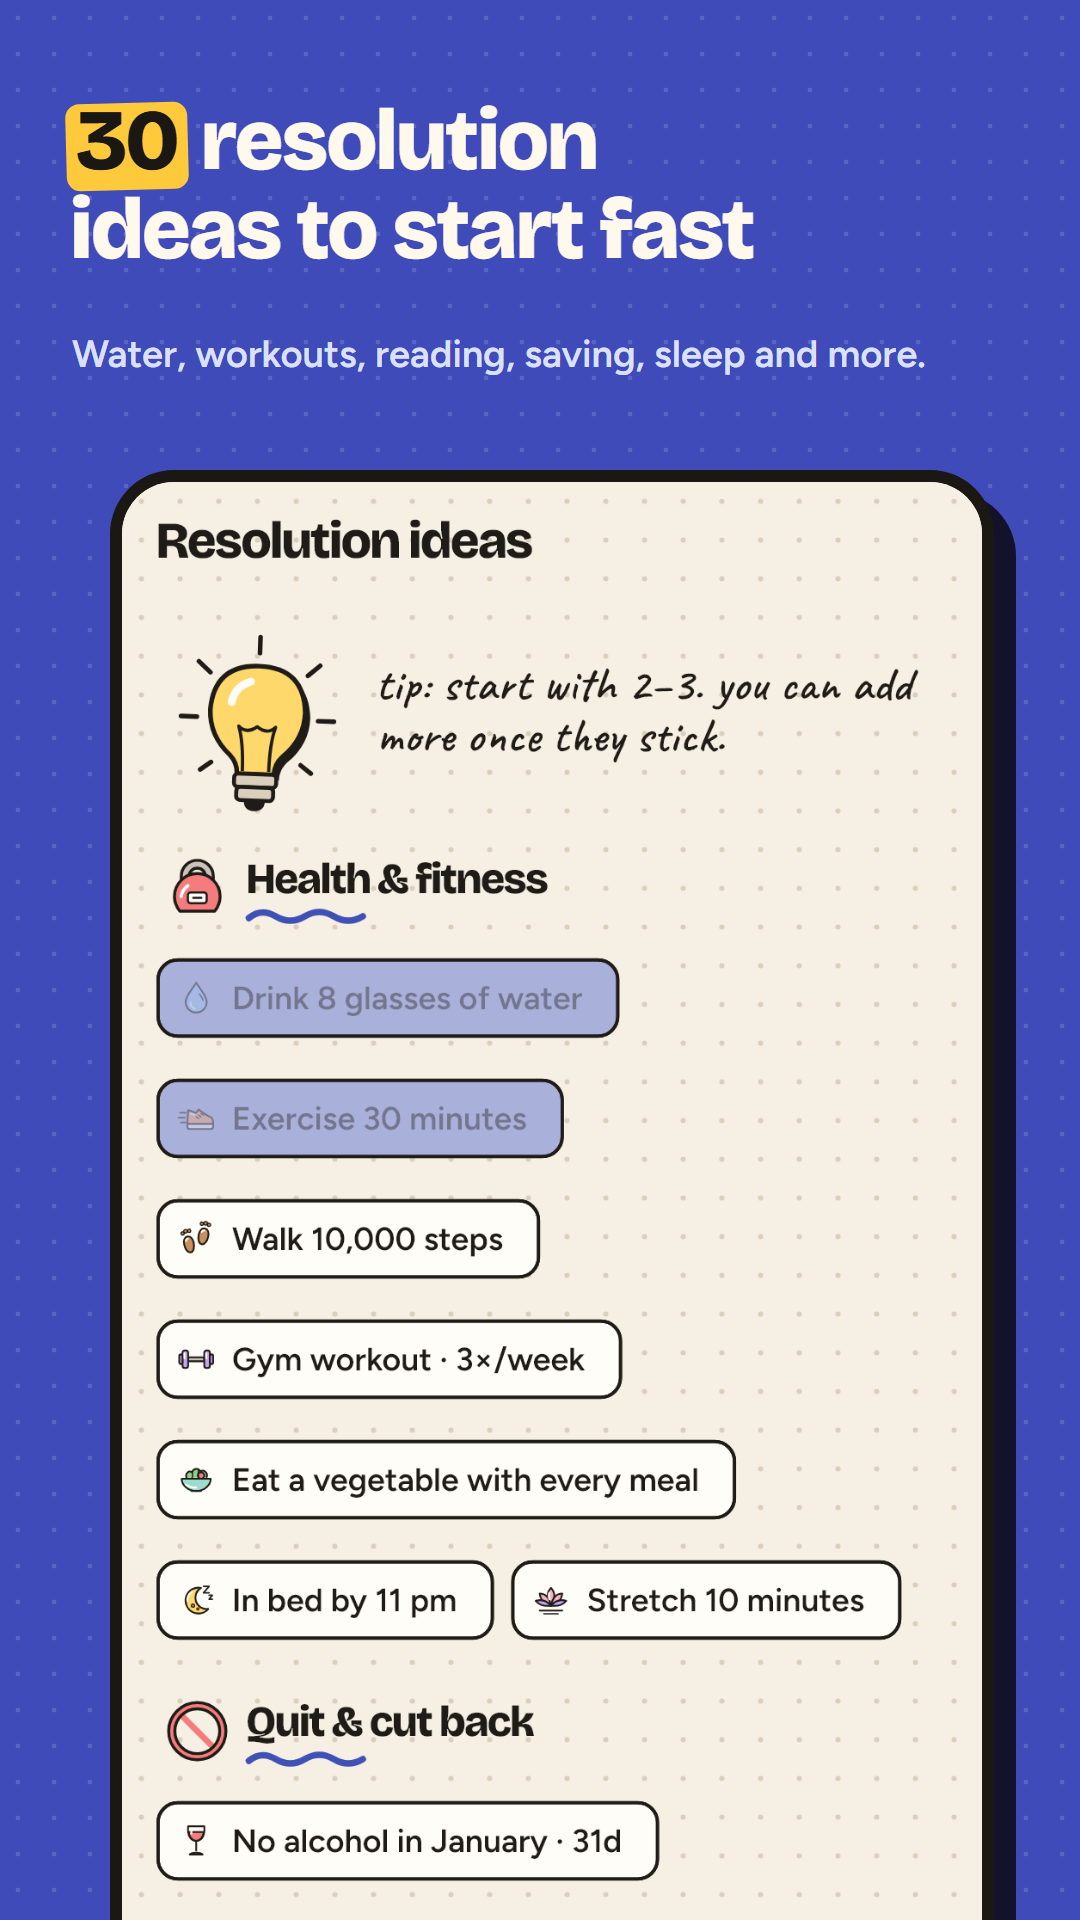 30 resolution
ideas to start fast
Water, workouts, reading, saving, sleep and more.
Resolution ideas
tip: start with 2–3. you can add
more once they stick.
Health & fitness
Drink 8 glasses of water
Exercise 30 minutes
Walk 10,000 steps
Gym workout · 3×/week
Eat a vegetable with every meal
In bed by 11 pm
Stretch 10 minutes
Quit & cut back
No alcohol in January · 31d